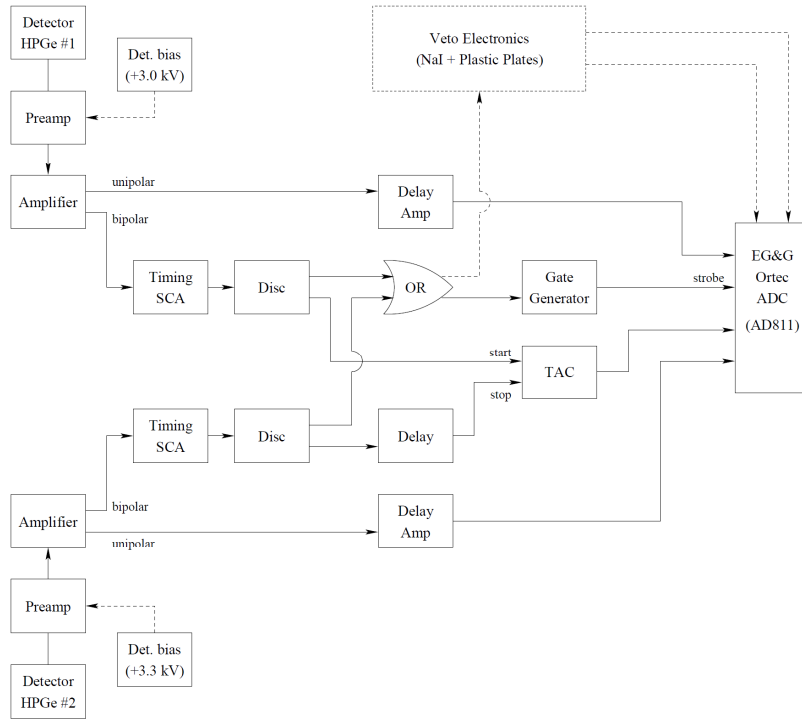 Detector
HPGe #1
Det. bias
(+3.0 kV)
Veto Electronics
(NaI + Plastic Plates)
Preamp
Amplifier
unipolar
bipolar
Delay
Amp
Timing
SCA
Disc
OR
Gate
Generator
strobe
EG&G
Ortec
ADC
(AD811)
start
stop
TAC
Timing
SCA
Disc
Delay
Amplifier
bipolar
unipolar
Delay
Amp
Preamp
Det. bias
(+3.3 kV)
Detector
HPGe #2